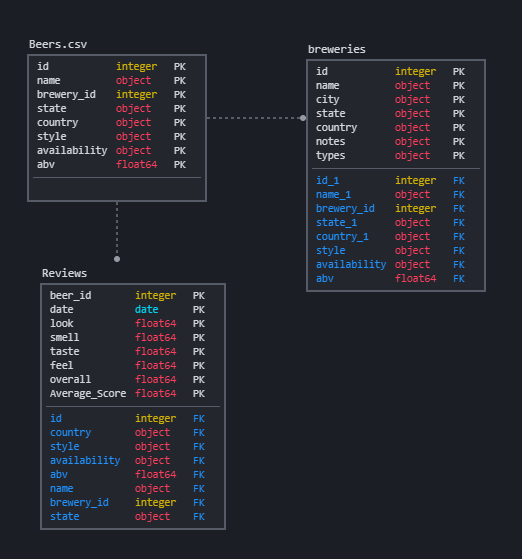 Beers.csv
id integer PK
name object PK
brewery_id integer PK
state object PK
country object PK
style object PK
availability object PK
abv float64 PK
breweries
id integer PK
name object PK
city object PK
state object PK
country object PK
notes object PK
types object PK
id_1 integer FK
name_1 object FK
brewery_id integer FK
state_1 object FK
country_1 object FK
style object FK
availability object FK
abv float64 FK
Reviews
beer_id integer PK
date date PK
look float64 PK
smell float64 PK
taste float64 PK
feel float64 PK
overall float64 PK
Average_Score float64 PK
id integer FK
country object FK
style object FK
availability object FK
abv float64 FK
name object FK
brewery_id integer FK
state object FK